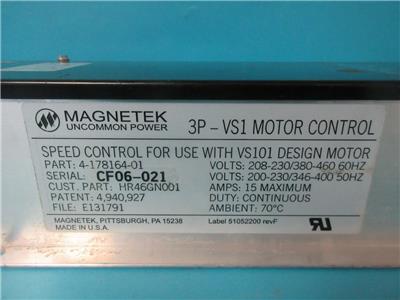 MAGNETEK
UNCOMMON POWER
3P - VS1 MOTOR CONTROL
SPEED CONTROL FOR USE WITH VS101 DESIGN MOTOR
PART: 4-178164-01
VOLTS: 208-230/380-460 60HZ
SERIAL: CF06-021
VOLTS: 200-230/346-400 50HZ
CUST. PART: HR46GN001
AMPS: 15 MAXIMUM
PATENT: 4,940,927
DUTY: CONTINUOUS
FILE: E131791
AMBIENT: 70°C
MAGNETEK, PITTSBURGH, PA 15238
Label 51052200 revF
MADE IN U.S.A.